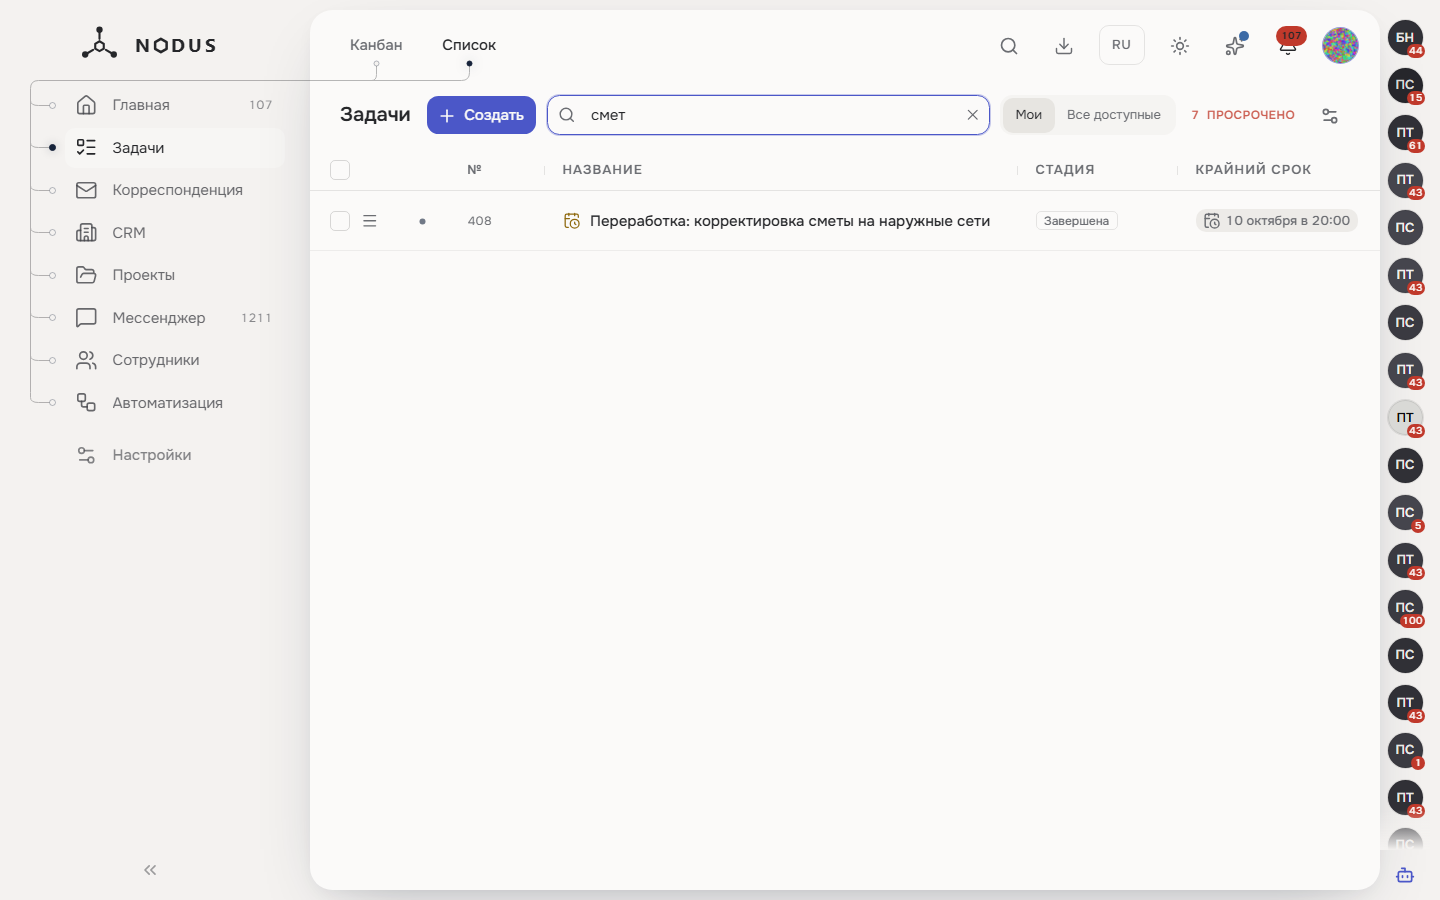 NODUS
Главная 107
Задачи
Корреспонденция
CRM
Проекты
Мессенджер 1211
Сотрудники
Автоматизация
Настройки
Канбан Список
RU
107
Задачи Создать смет Мои Все доступные 7 ПРОСРОЧЕНО
№ НАЗВАНИЕ СТАДИЯ КРАЙНИЙ СРОК
408 Переработка: корректировка сметы на наружные сети Завершена 10 октября в 20:00
БН 44
ПС 15
ПТ 61
ПТ 43
ПС
ПТ 43
ПС
ПТ 43
ПТ 43
ПС
ПС 5
ПТ 43
ПС 100
ПС
ПТ 43
ПС 1
ПТ 43
ПС